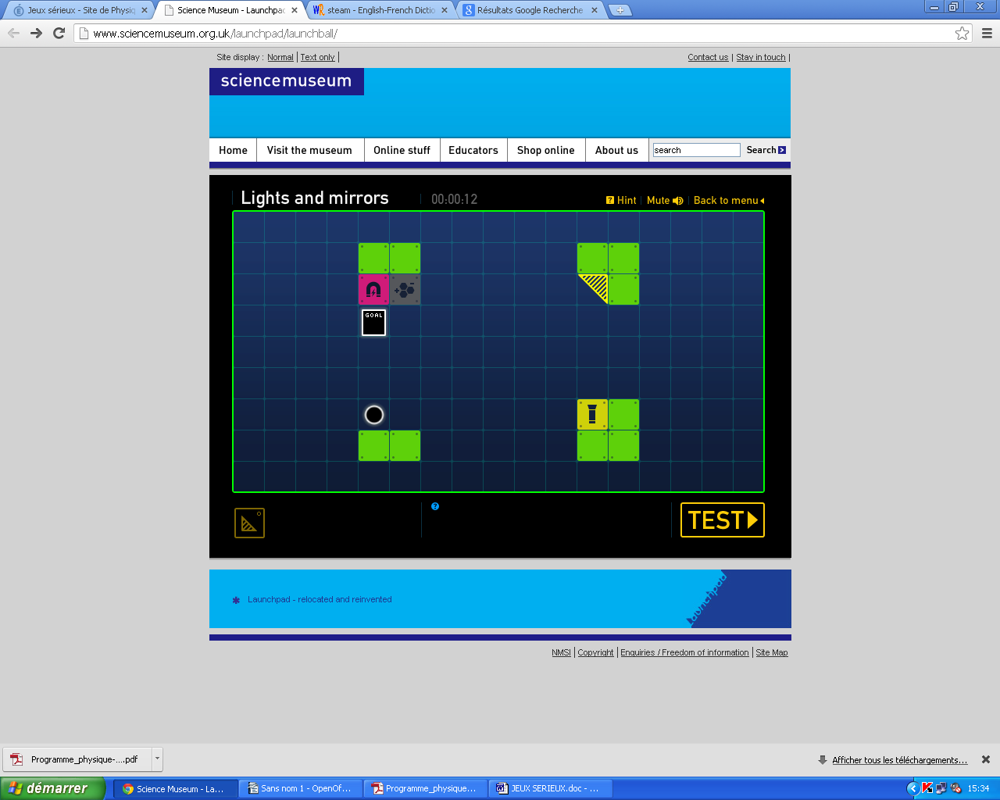 Jeux sérieux - Site de Physiq
Science Museum - Launchpad
steam - English-French Dictio
Résultats Google Recherche
www.sciencemuseum.org.uk/launchpad/launchball/
Site display : Normal | Text only |
Contact us | Stay in touch |
sciencemuseum
Home
Visit the museum
Online stuff
Educators
Shop online
About us
search
Search
Lights and mirrors
00:00:12
? Hint
Mute
Back to menu
GOAL
0
?
TEST
Launchpad - relocated and reinvented
Launchpad
NMSI | Copyright | Enquiries / Freedom of information | Site Map
Programme_physique-....pdf
Afficher tous les téléchargements...
démarrer
Science Museum - La...
Sans nom 1 - OpenOf...
Programme_physique...
JEUX SERIEUX.doc - ...
15:34